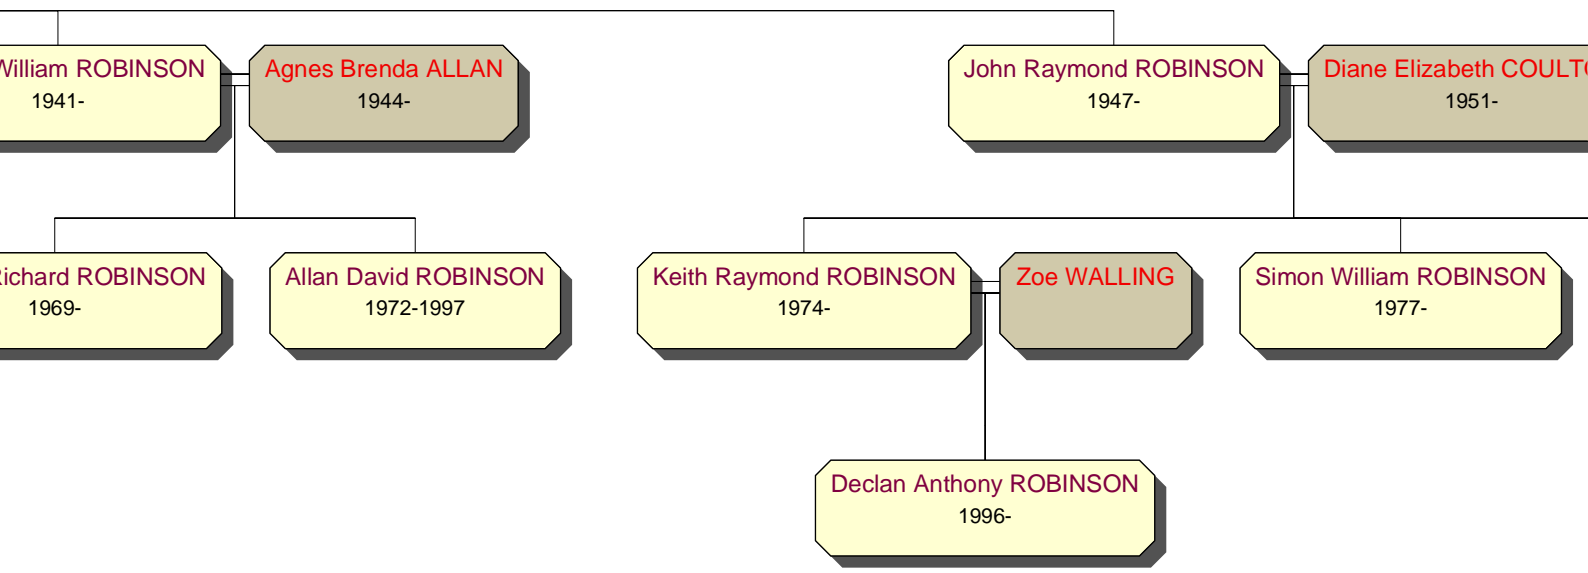 William ROBINSON
1941-
Agnes Brenda ALLAN
1944-
John Raymond ROBINSON
1947-
Diane Elizabeth
1951-
Richard ROBINSON
1969-
Allan David ROBINSON
1972-1997
Keith Raymond ROBINSON
1974-
Zoe WALLING
Simon William ROBINSON
1977-
Declan Anthony ROBINSON
1996-